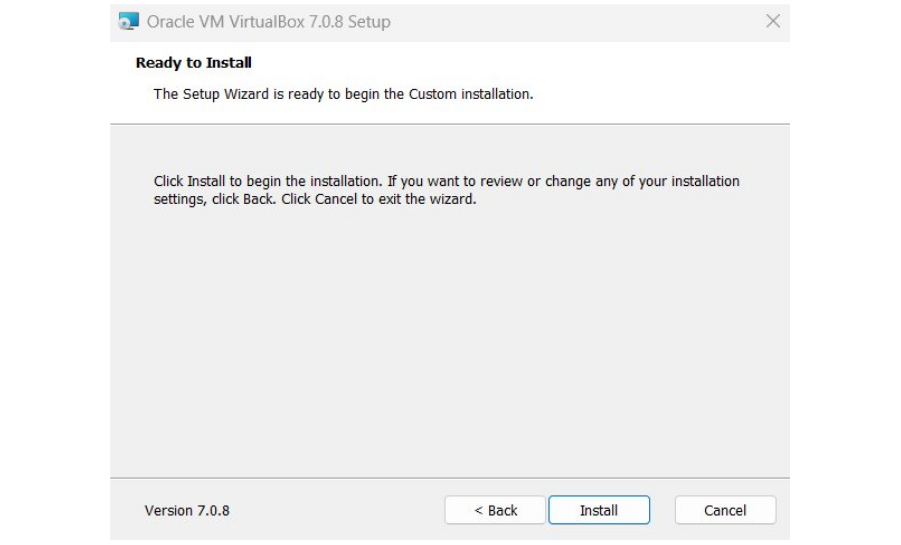 Oracle VM VirtualBox 7.0.8 Setup
Ready to Install
The Setup Wizard is ready to begin the Custom installation.
Click Install to begin the installation. If you want to review or change any of your installation
settings, click Back. Click Cancel to exit the wizard.
Version 7.0.8
< Back
Install
Cancel